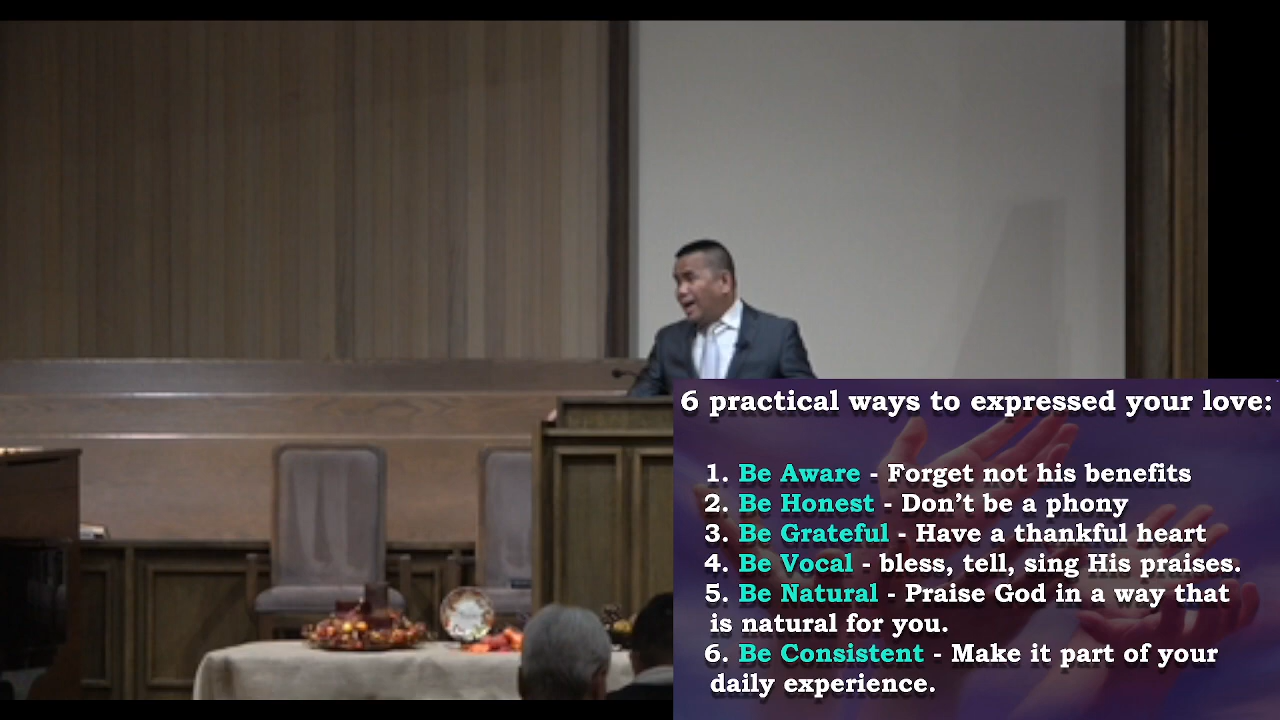 6 practical ways to expressed your love:
1. Be Aware - Forget not his benefits
2. Be Honest - Don’t be a phony
3. Be Grateful - Have a thankful heart
4. Be Vocal - bless, tell, sing His praises.
5. Be Natural - Praise God in a way that
is natural for you.
6. Be Consistent - Make it part of your
daily experience.